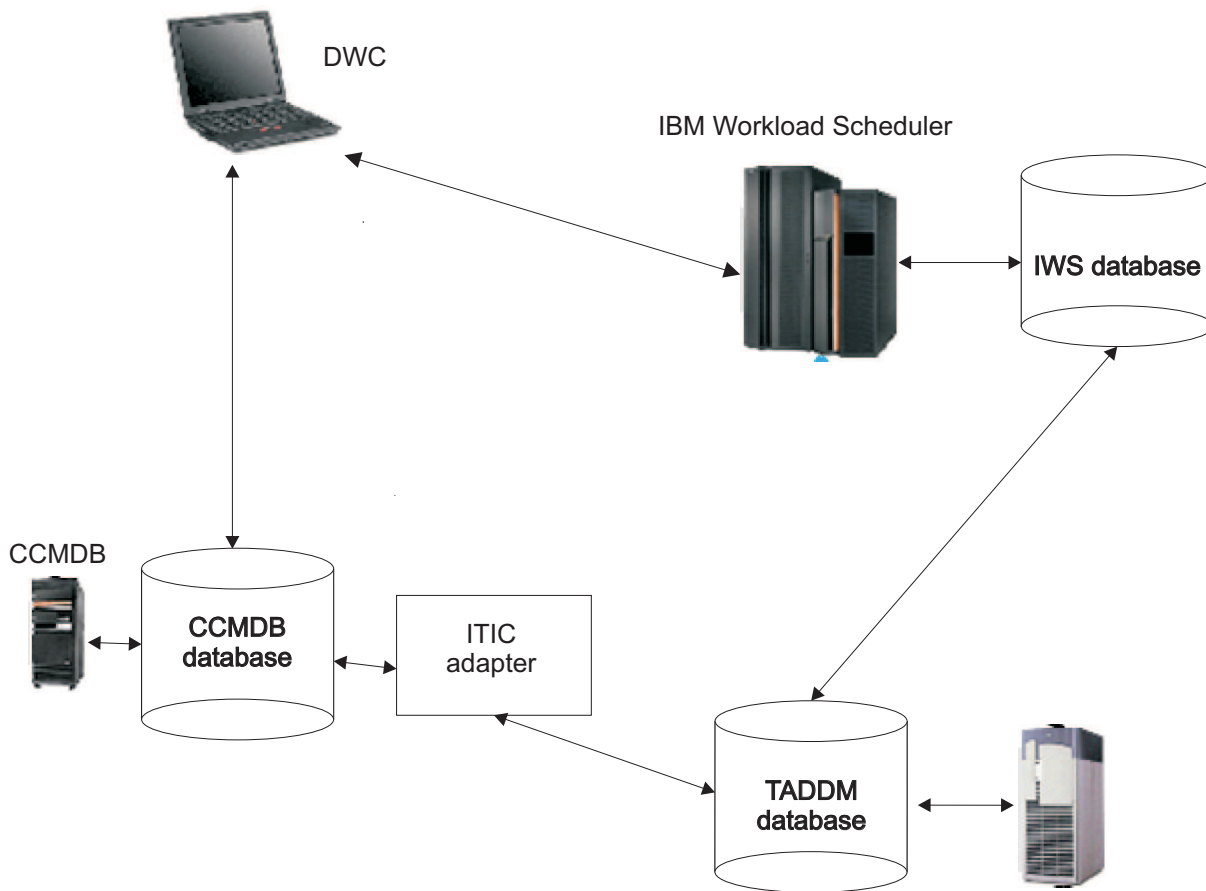 DWC
IBM Workload Scheduler
IWS database
CCMDB
CCMDB
database
ITIC
adapter
TADDM
database